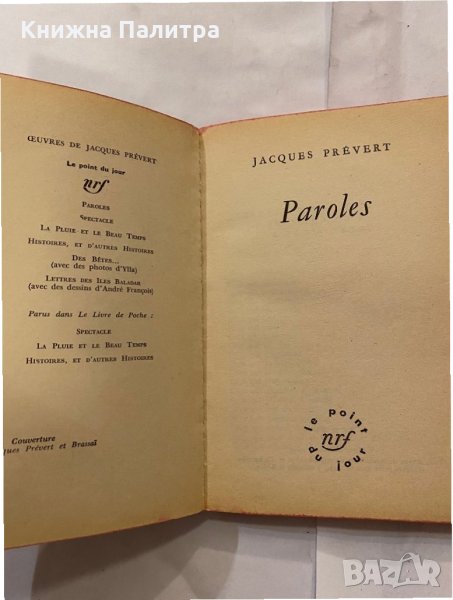 Книжна Палитра
ŒUVRES DE JACQUES PRÉVERT
Le point du jour
nrf
PAROLES
SPECTACLE
LA PLUIE ET LE BEAU TEMPS
HISTOIRES, ET D'AUTRES HISTOIRES
DES BÊTES...
(avec des photos d'Ylla)
LETTRES DES ILES BALADAR
(avec des dessins d'André François)
Parus dans Le Livre de Poche :
SPECTACLE
LA PLUIE ET LE BEAU TEMPS
HISTOIRES, ET D'AUTRES HISTOIRES
Couverture
ques Prévert et Brassaï
JACQUES PRÉVERT
Paroles
le point
nrf
du jour
BAZAR